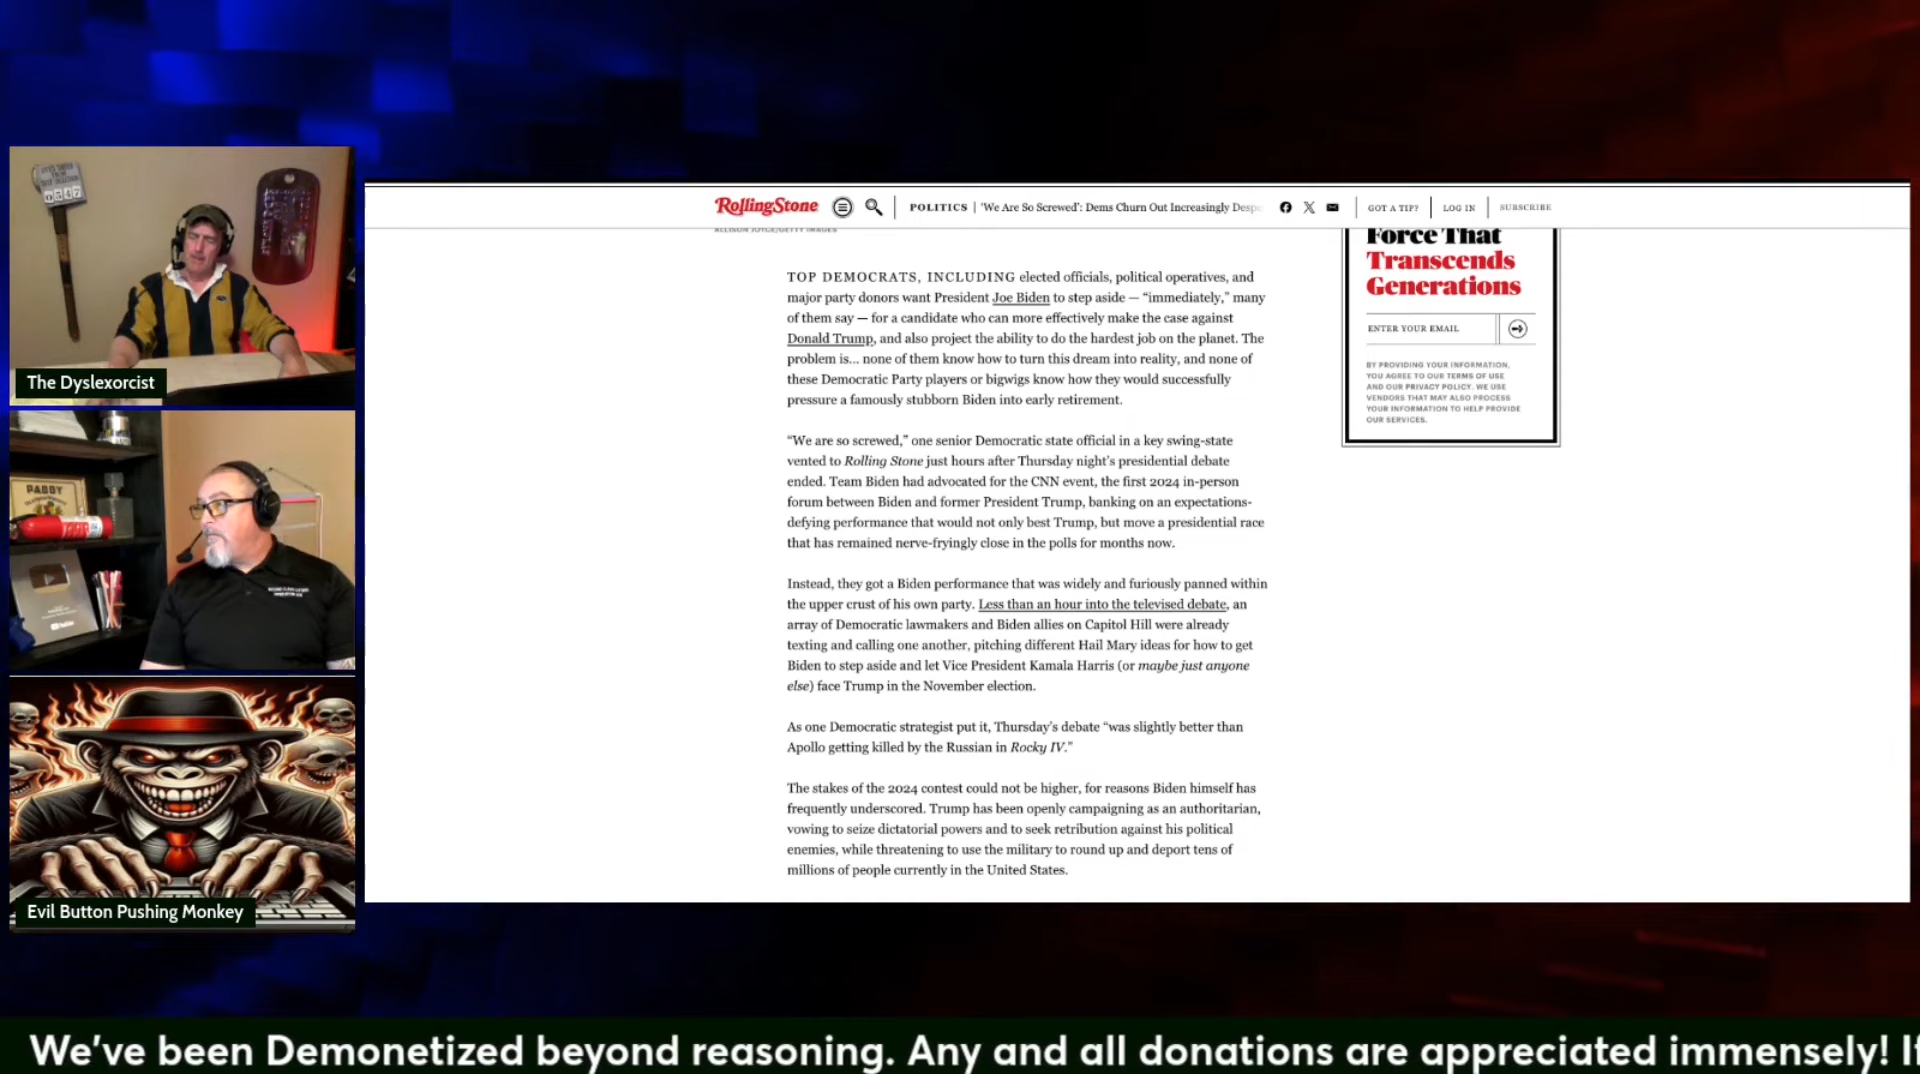 0547
The Dyslexorcist
PABBY
YouTube
Evil Button Pushing Monkey
RollingStone
POLITICS | 'We Are So Screwed': Dems Churn Out Increasingly Desp
GOT A TIP?
LOG IN
SUBSCRIBE
ALLISON JOYCE/GETTY IMAGES
TOP DEMOCRATS, INCLUDING elected officials, political operatives, and
major party donors want President Joe Biden to step aside — “immediately,” many
of them say — for a candidate who can more effectively make the case against
Donald Trump, and also project the ability to do the hardest job on the planet. The
problem is... none of them know how to turn this dream into reality, and none of
these Democratic Party players or bigwigs know how they would successfully
pressure a famously stubborn Biden into early retirement.
“We are so screwed,” one senior Democratic state official in a key swing-state
vented to Rolling Stone just hours after Thursday night’s presidential debate
ended. Team Biden had advocated for the CNN event, the first 2024 in-person
forum between Biden and former President Trump, banking on an expectations-
defying performance that would not only best Trump, but move a presidential race
that has remained nerve-fryingly close in the polls for months now.
Instead, they got a Biden performance that was widely and furiously panned within
the upper crust of his own party. Less than an hour into the televised debate, an
array of Democratic lawmakers and Biden allies on Capitol Hill were already
texting and calling one another, pitching different Hail Mary ideas for how to get
Biden to step aside and let Vice President Kamala Harris (or maybe just anyone
else) face Trump in the November election.
As one Democratic strategist put it, Thursday’s debate “was slightly better than
Apollo getting killed by the Russian in Rocky IV.”
The stakes of the 2024 contest could not be higher, for reasons Biden himself has
frequently underscored. Trump has been openly campaigning as an authoritarian,
vowing to seize dictatorial powers and to seek retribution against his political
enemies, while threatening to use the military to round up and deport tens of
millions of people currently in the United States.
Force That
Transcends
Generations
ENTER YOUR EMAIL
BY PROVIDING YOUR INFORMATION,
YOU AGREE TO OUR TERMS OF USE
AND OUR PRIVACY POLICY. WE USE
VENDORS THAT MAY ALSO PROCESS
YOUR INFORMATION TO HELP PROVIDE
OUR SERVICES.
We’ve been Demonetized beyond reasoning. Any and all donations are appreciated immensely! If